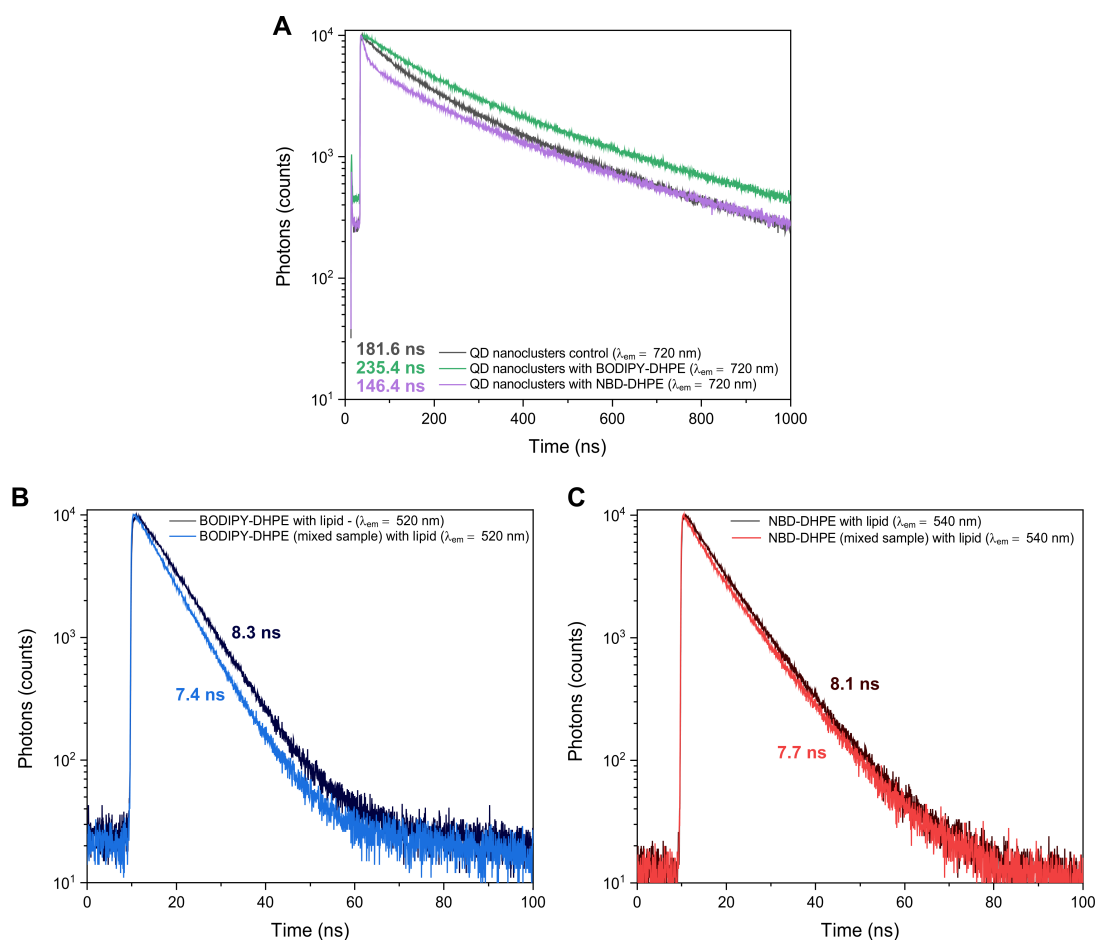 A
10⁴
10³
10²
10¹
Photons (counts)
181.6 ns
QD nanoclusters control (λem = 720 nm)
235.4 ns
QD nanoclusters with BODIPY-DHPE (λem = 720 nm)
146.4 ns
QD nanoclusters with NBD-DHPE (λem = 720 nm)
0 200 400 600 800 1000
Time (ns)
B
10⁴
10³
10²
10¹
Photons (counts)
BODIPY-DHPE with lipid - (λem = 520 nm)
BODIPY-DHPE (mixed sample) with lipid (λem = 520 nm)
8.3 ns
7.4 ns
0 20 40 60 80 100
Time (ns)
C
10⁴
10³
10²
10¹
Photons (counts)
NBD-DHPE with lipid (λem = 540 nm)
NBD-DHPE (mixed sample) with lipid (λem = 540 nm)
8.1 ns
7.7 ns
0 20 40 60 80 100
Time (ns)